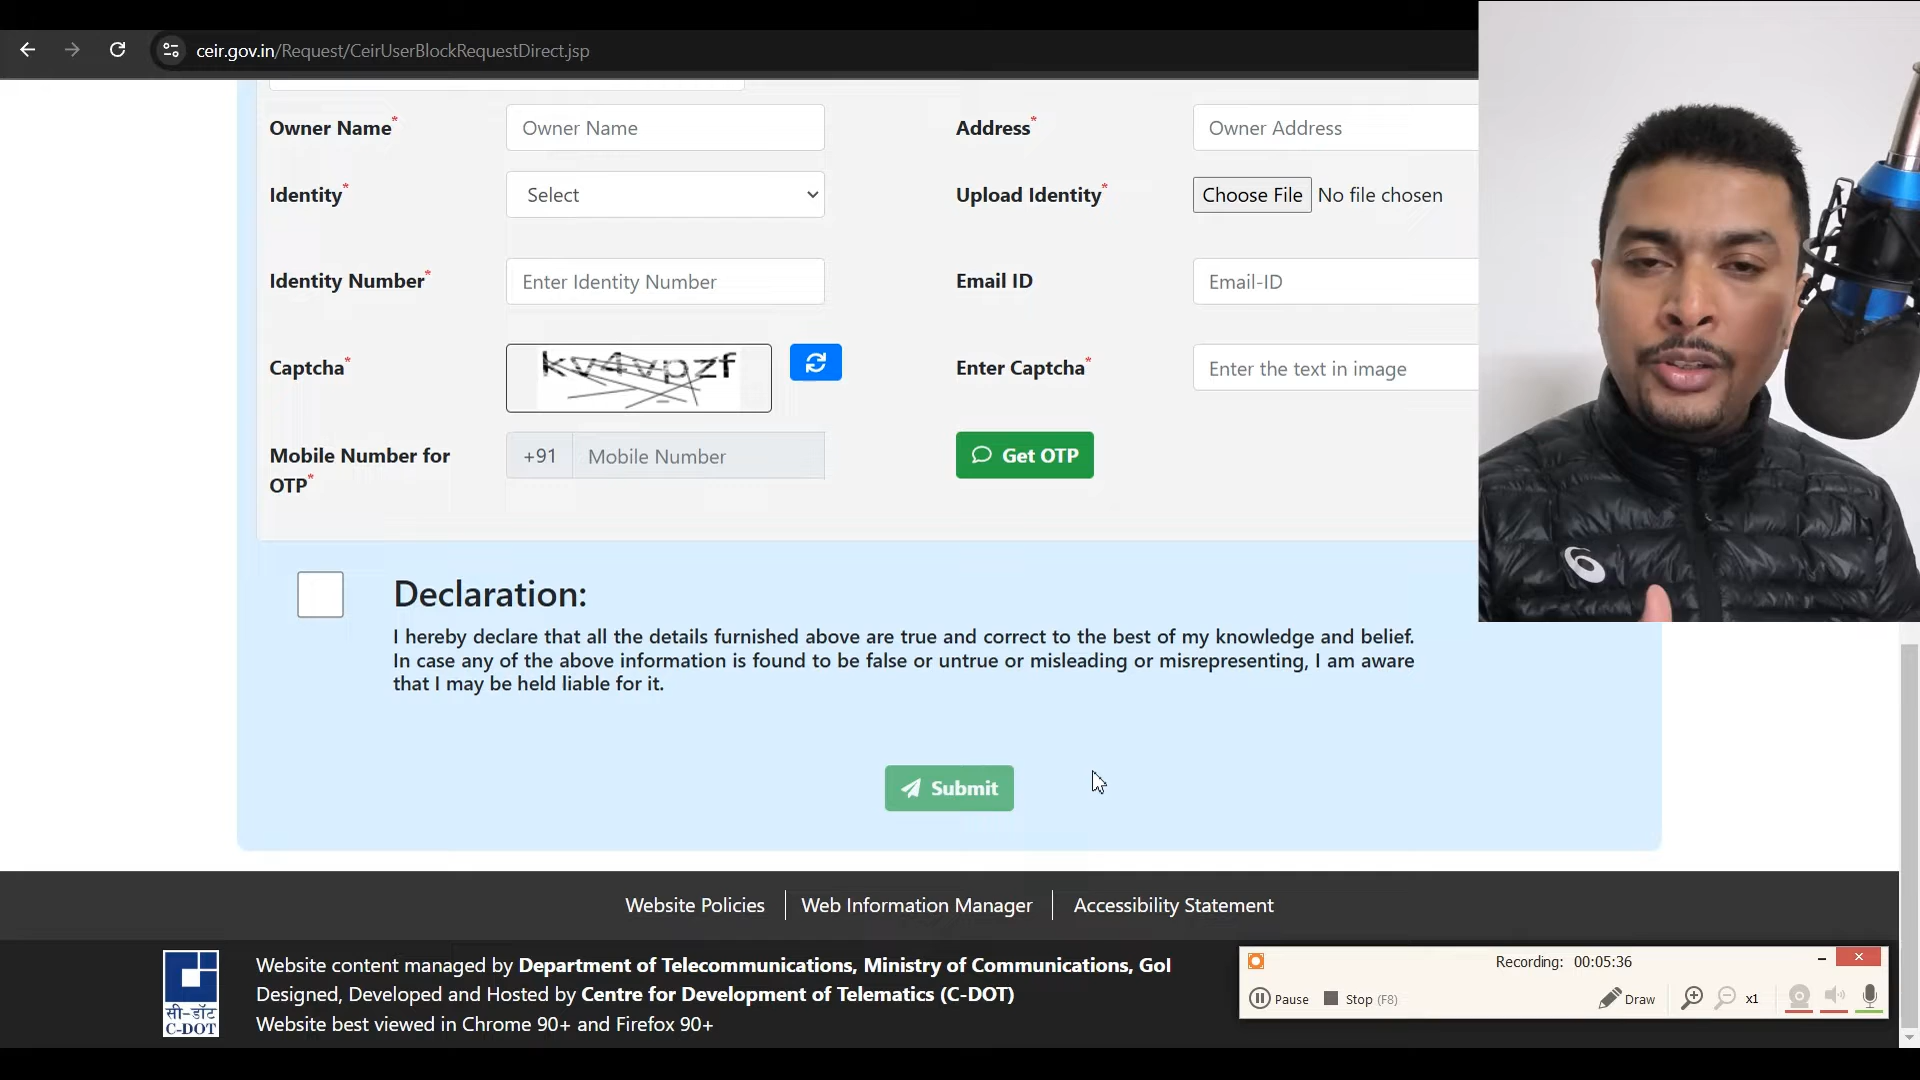 ceir.gov.in/Request/CeirUserBlockRequestDirect.jsp
Owner Name*
Owner Name
Address*
Owner Address
Identity*
Select
Upload Identity*
Choose File No file chosen
Identity Number*
Enter Identity Number
Email ID
Email-ID
Captcha*
kv4vpzf
Enter Captcha*
Enter the text in image
Mobile Number for
OTP*
+91
Mobile Number
Get OTP
Declaration:
I hereby declare that all the details furnished above are true and correct to the best of my knowledge and belief.
In case any of the above information is found to be false or untrue or misleading or misrepresenting, I am aware
that I may be held liable for it.
Submit
Website Policies
Web Information Manager
Accessibility Statement
सी-डॉट
C-DOT
Website content managed by Department of Telecommunications, Ministry of Communications, GoI
Designed, Developed and Hosted by Centre for Development of Telematics (C-DOT)
Website best viewed in Chrome 90+ and Firefox 90+
Recording: 00:05:36
Pause
Stop (F8)
Draw
x1